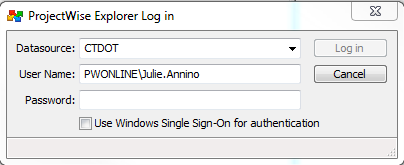 ProjectWise Explorer Log in
Datasource: CTDOT Log in
User Name: PWONLINE\Julie.Annino Cancel
Password:
Use Windows Single Sign-On for authentication